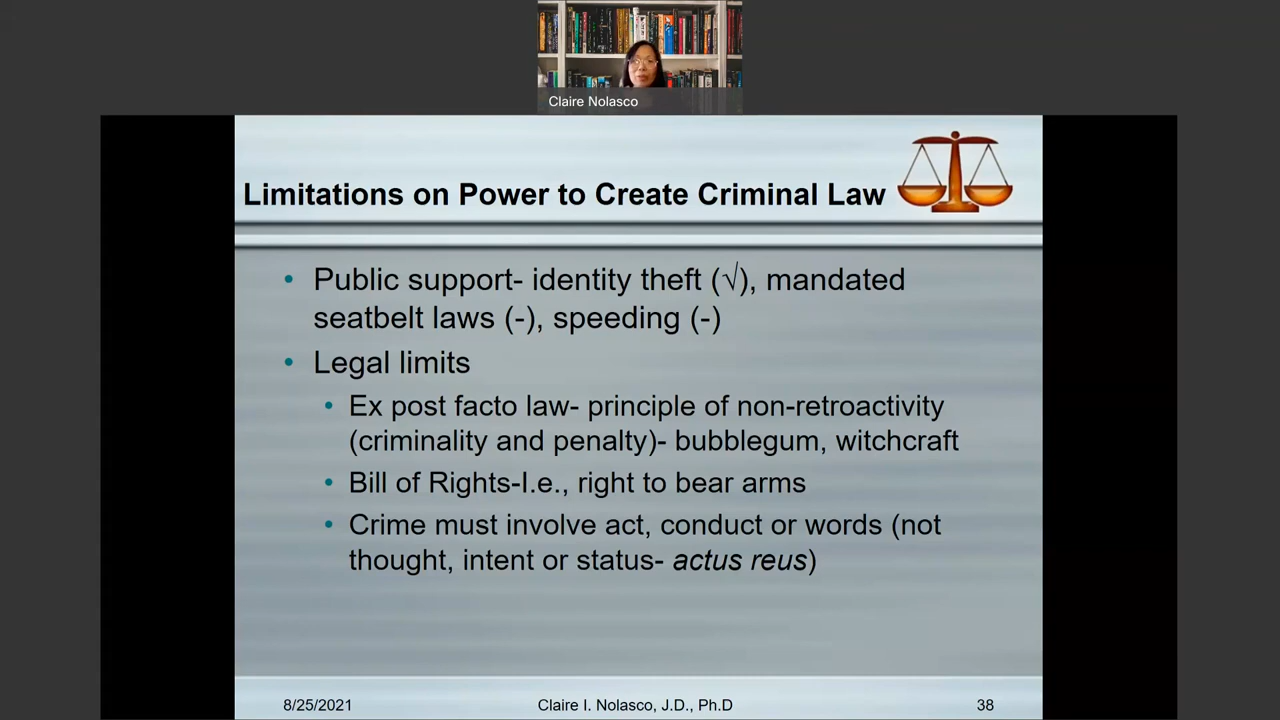 Claire Nolasco
Limitations on Power to Create Criminal Law
• Public support- identity theft (√), mandated
seatbelt laws (-), speeding (-)
• Legal limits
• Ex post facto law- principle of non-retroactivity
(criminality and penalty)- bubblegum, witchcraft
• Bill of Rights-I.e., right to bear arms
• Crime must involve act, conduct or words (not
thought, intent or status- actus reus)
8/25/2021
Claire I. Nolasco, J.D., Ph.D
38